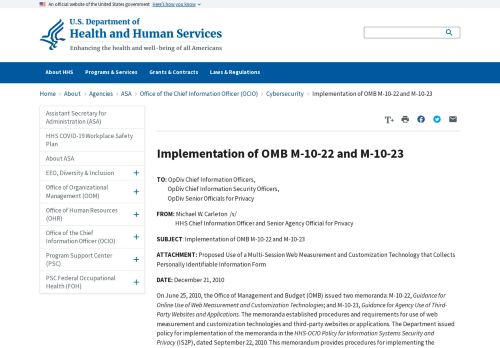 An official website of the United States government Here's how you know
U.S. Department of
Health and Human Services
Enhancing the health and well-being of all Americans
About HHS Programs & Services Grants & Contracts Laws & Regulations
Home › About › Agencies › ASA › Office of the Chief Information Officer (OCIO) › Cybersecurity › Implementation of OMB M-10-22 and M-10-23
Assistant Secretary for
Administration (ASA)
HHS COVID-19 Workplace Safety
Plan
About ASA
EEO, Diversity & Inclusion +
Office of Organizational
Management (OOM) +
Office of Human Resources
(OHR) +
Office of the Chief
Information Officer (OCIO) +
Program Support Center
(PSC) +
PSC Federal Occupational
Health (FOH) +
T+
Implementation of OMB M-10-22 and M-10-23
TO: OpDiv Chief Information Officers,
OpDiv Chief Information Security Officers,
OpDiv Senior Officials for Privacy
FROM: Michael W. Carleton /s/
HHS Chief Information Officer and Senior Agency Official for Privacy
SUBJECT: Implementation of OMB M-10-22 and M-10-23
ATTACHMENT: Proposed Use of a Multi-Session Web Measurement and Customization Technology that Collects
Personally Identifiable Information Form
DATE: December 21, 2010
On June 25, 2010, the Office of Management and Budget (OMB) issued two memoranda: M-10-22, Guidance for
Online Use of Web Measurement and Customization Technologies; and M-10-23, Guidance for Agency Use of Third-
Party Websites and Applications. The memoranda established procedures and requirements for use of web
measurement and customization technologies and third-party websites or applications. The Department issued
policy for implementation of the memoranda in the HHS-OCIO Policy for Information Systems Security and
Privacy (IS2P), dated September 22, 2010. This memorandum provides procedures for implementing the